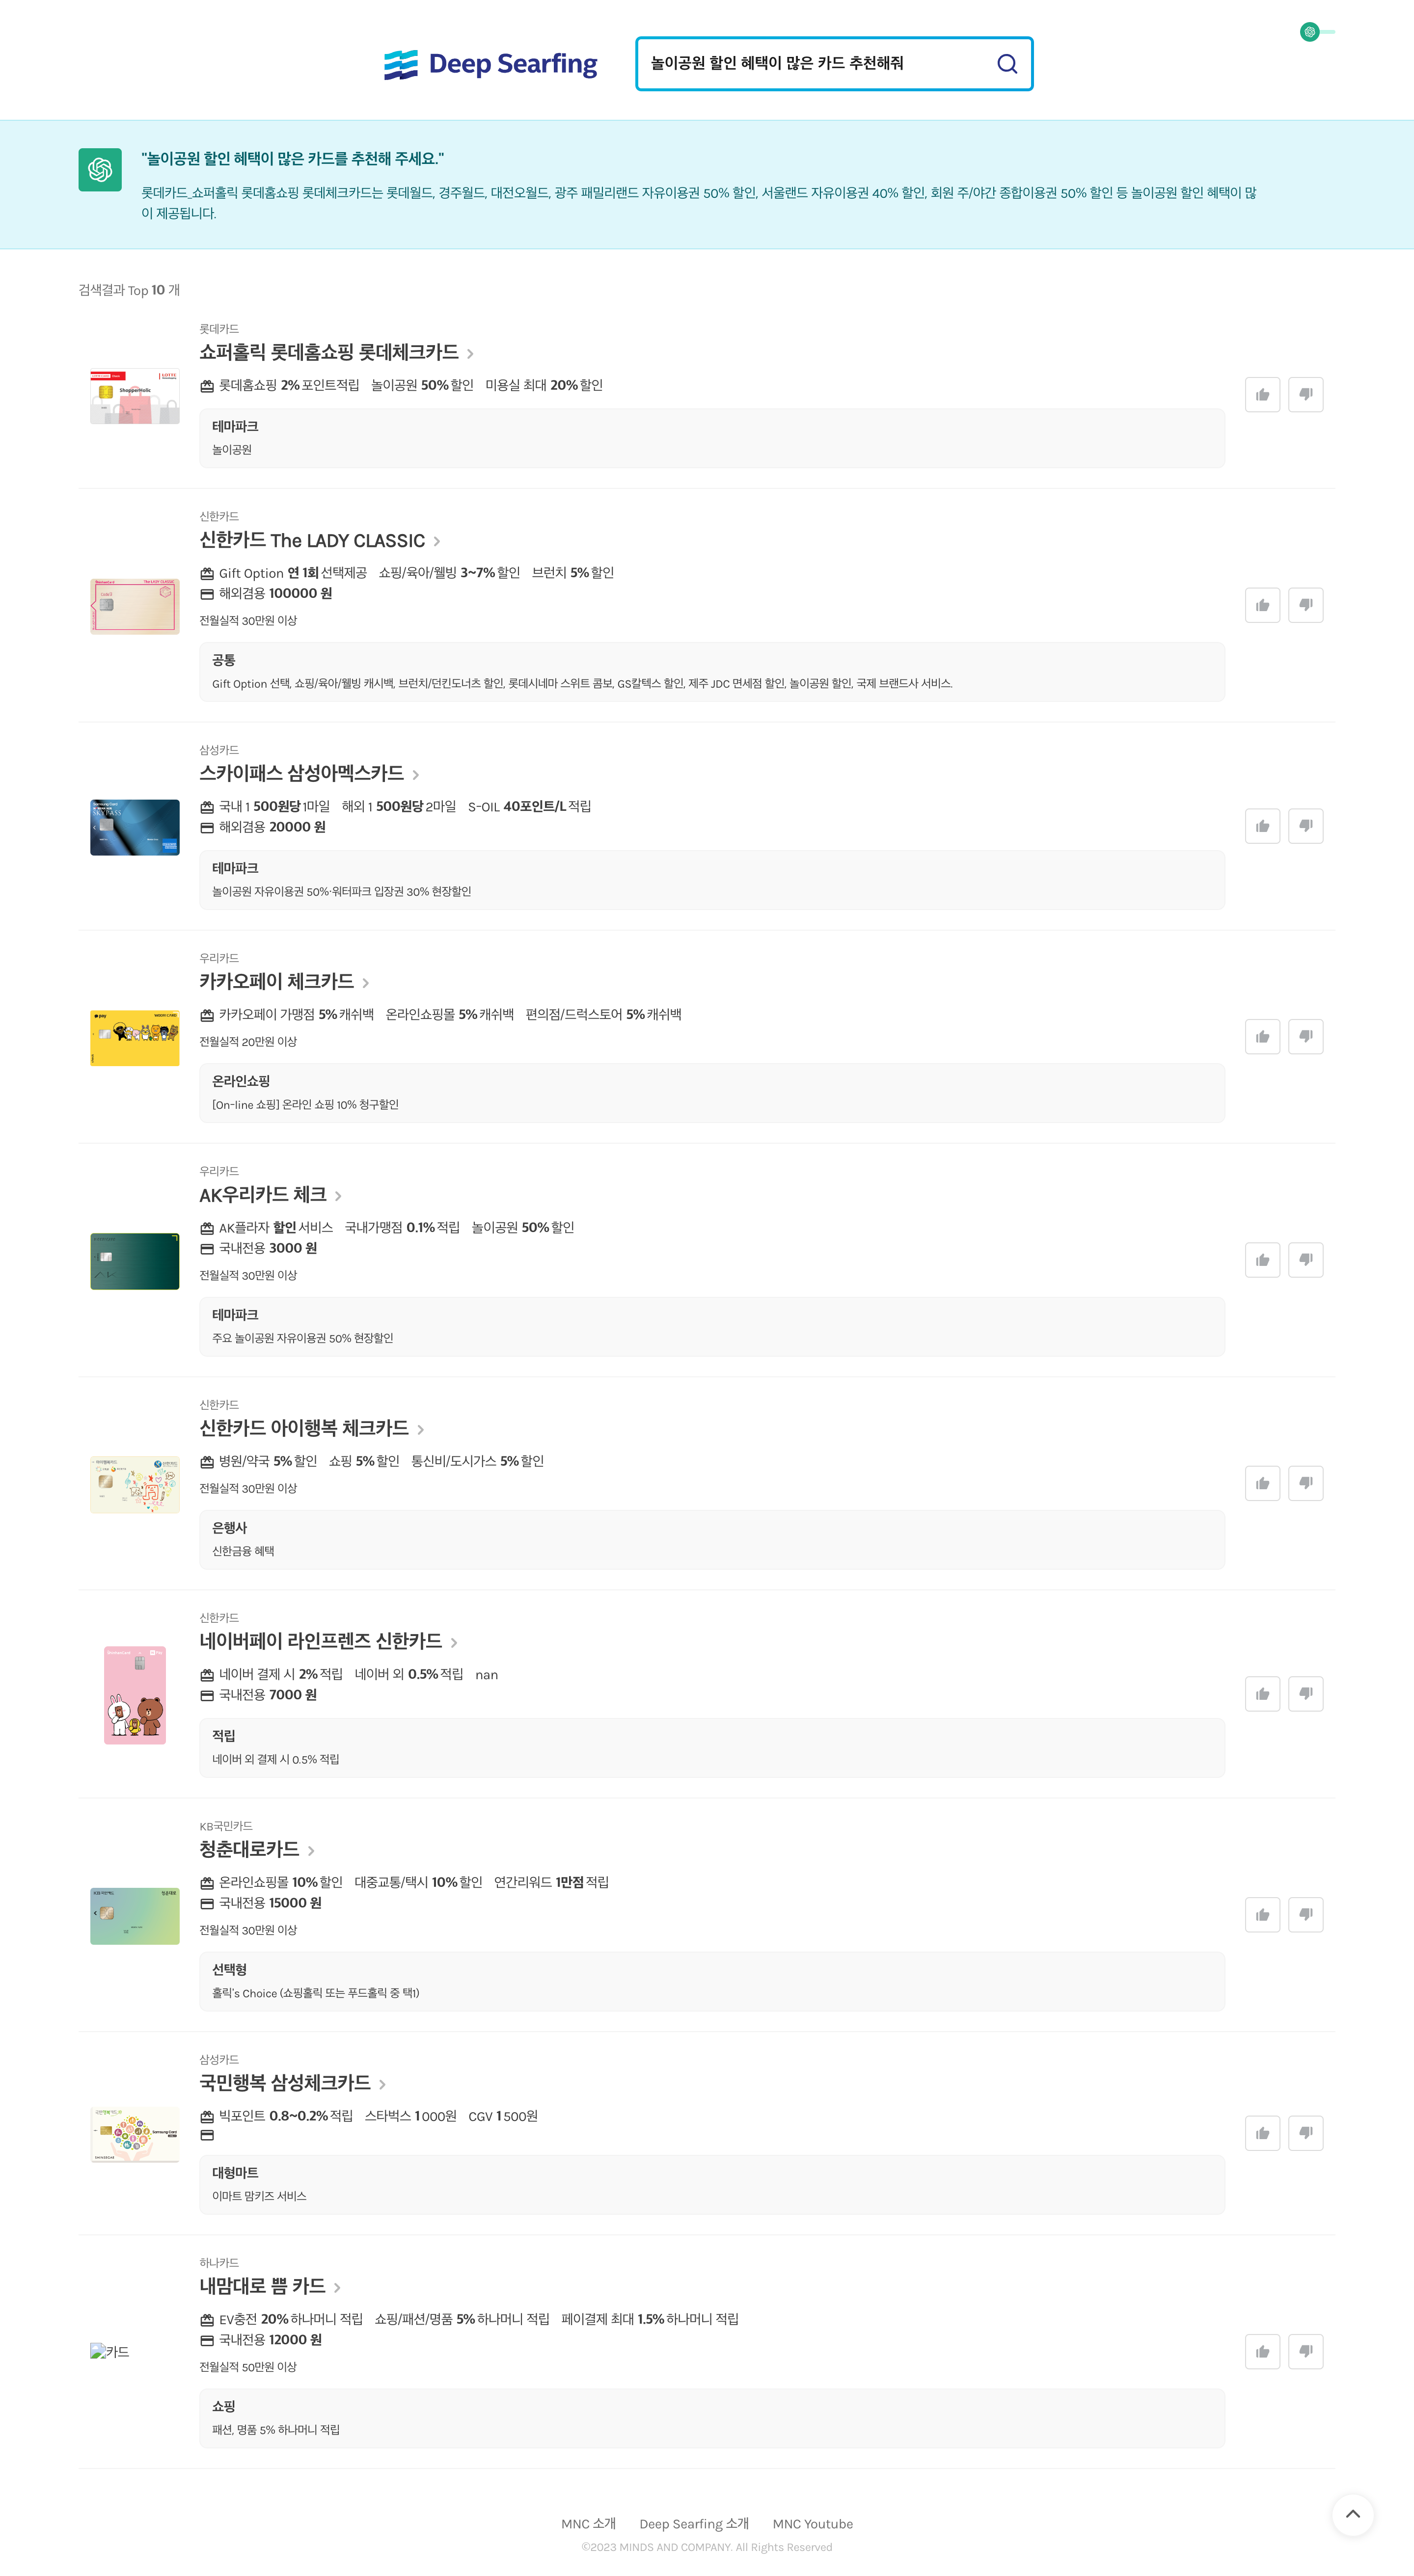 Deep Searfing
놀이공원 할인 혜택이 많은 카드 추천해줘
"놀이공원 할인 혜택이 많은 카드를 추천해 주세요."
롯데카드_쇼퍼홀릭 롯데홈쇼핑 롯데체크카드는 롯데월드, 경주월드, 대전오월드, 광주 패밀리랜드 자유이용권 50% 할인, 서울랜드 자유이용권 40% 할인, 회원 주/야간 종합이용권 50% 할인 등 놀이공원 할인 혜택이 많
이 제공됩니다.
검색결과 Top 10 개
롯데카드
쇼퍼홀릭 롯데홈쇼핑 롯데체크카드
롯데홈쇼핑 2% 포인트적립 놀이공원 50% 할인 미용실 최대 20% 할인
테마파크
놀이공원
신한카드
신한카드 The LADY CLASSIC
Gift Option 연 1회 선택제공 쇼핑/육아/웰빙 3~7% 할인 브런치 5% 할인
해외겸용 100000 원
전월실적 30만원 이상
공통
Gift Option 선택, 쇼핑/육아/웰빙 캐시백, 브런치/던킨도너츠 할인, 롯데시네마 스위트 콤보, GS칼텍스 할인, 제주 JDC 면세점 할인, 놀이공원 할인, 국제 브랜드사 서비스.
삼성카드
스카이패스 삼성아멕스카드
국내 1 500원당 1마일 해외 1 500원당 2마일 S-OIL 40포인트/L 적립
해외겸용 20000 원
테마파크
놀이공원 자유이용권 50%·워터파크 입장권 30% 현장할인
우리카드
카카오페이 체크카드
카카오페이 가맹점 5% 캐쉬백 온라인쇼핑몰 5% 캐쉬백 편의점/드럭스토어 5% 캐쉬백
전월실적 20만원 이상
온라인쇼핑
[On-line 쇼핑] 온라인 쇼핑 10% 청구할인
우리카드
AK우리카드 체크
AK플라자 할인 서비스 국내가맹점 0.1% 적립 놀이공원 50% 할인
국내전용 3000 원
전월실적 30만원 이상
테마파크
주요 놀이공원 자유이용권 50% 현장할인
신한카드
신한카드 아이행복 체크카드
병원/약국 5% 할인 쇼핑 5% 할인 통신비/도시가스 5% 할인
전월실적 30만원 이상
은행사
신한금융 혜택
신한카드
네이버페이 라인프렌즈 신한카드
네이버 결제 시 2% 적립 네이버 외 0.5% 적립 nan
국내전용 7000 원
적립
네이버 외 결제 시 0.5% 적립
KB국민카드
청춘대로카드
온라인쇼핑몰 10% 할인 대중교통/택시 10% 할인 연간리워드 1만점 적립
국내전용 15000 원
전월실적 30만원 이상
선택형
홀릭's Choice (쇼핑홀릭 또는 푸드홀릭 중 택1)
삼성카드
국민행복 삼성체크카드
빅포인트 0.8~0.2% 적립 스타벅스 1 000원 CGV 1 500원
대형마트
이마트 맘키즈 서비스
하나카드
내맘대로 쁨 카드
카드
EV충전 20% 하나머니 적립 쇼핑/패션/명품 5% 하나머니 적립 페이결제 최대 1.5% 하나머니 적립
국내전용 12000 원
전월실적 50만원 이상
쇼핑
패션, 명품 5% 하나머니 적립
MNC 소개 Deep Searfing 소개 MNC Youtube
©2023 MINDS AND COMPANY. All Rights Reserved